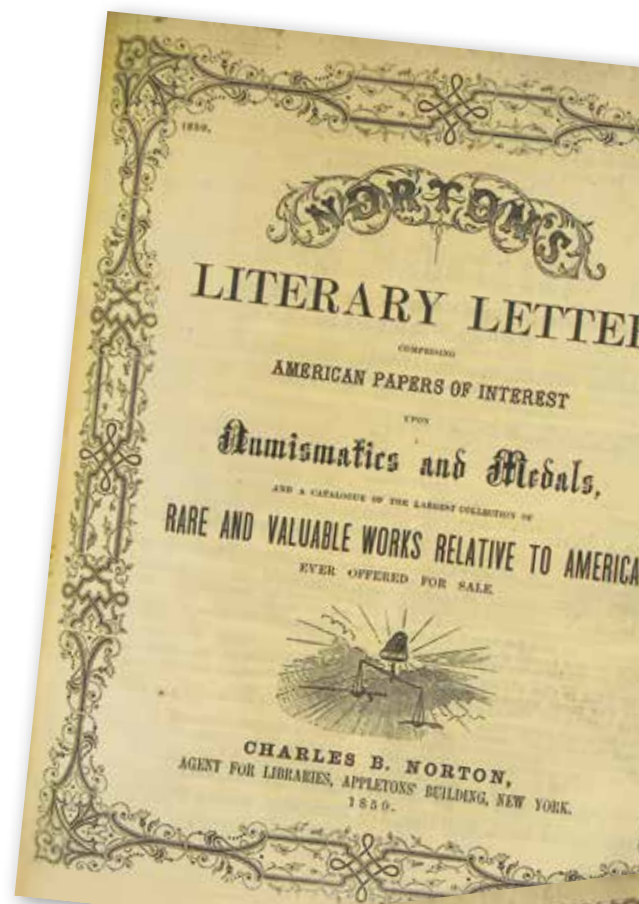 1859.
NORTON'S
LITERARY LETTE
COMPRISING
AMERICAN PAPERS OF INTEREST
UPON
Numismatics and Medals,
AND A CATALOGUE OF THE LARGEST COLLECTION OF
RARE AND VALUABLE WORKS RELATIVE TO AMERICA
EVER OFFERED FOR SALE.
CHARLES B. NORTON,
AGENT FOR LIBRARIES, APPLETONS' BUILDING, NEW YORK.
1859.